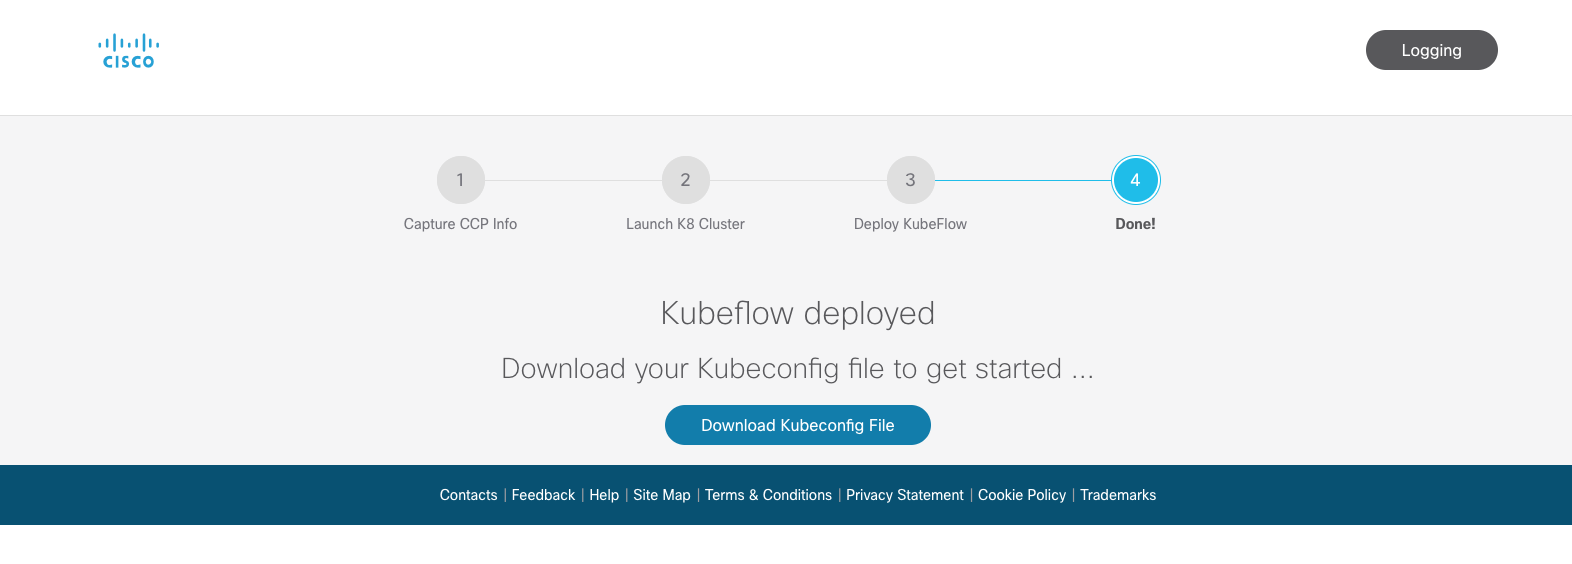 CISCO
Logging
1
2
3
4
Capture CCP Info
Launch K8 Cluster
Deploy KubeFlow
Done!
Kubeflow deployed
Download your Kubeconfig file to get started ...
Download Kubeconfig File
Contacts | Feedback | Help | Site Map | Terms & Conditions | Privacy Statement | Cookie Policy | Trademarks